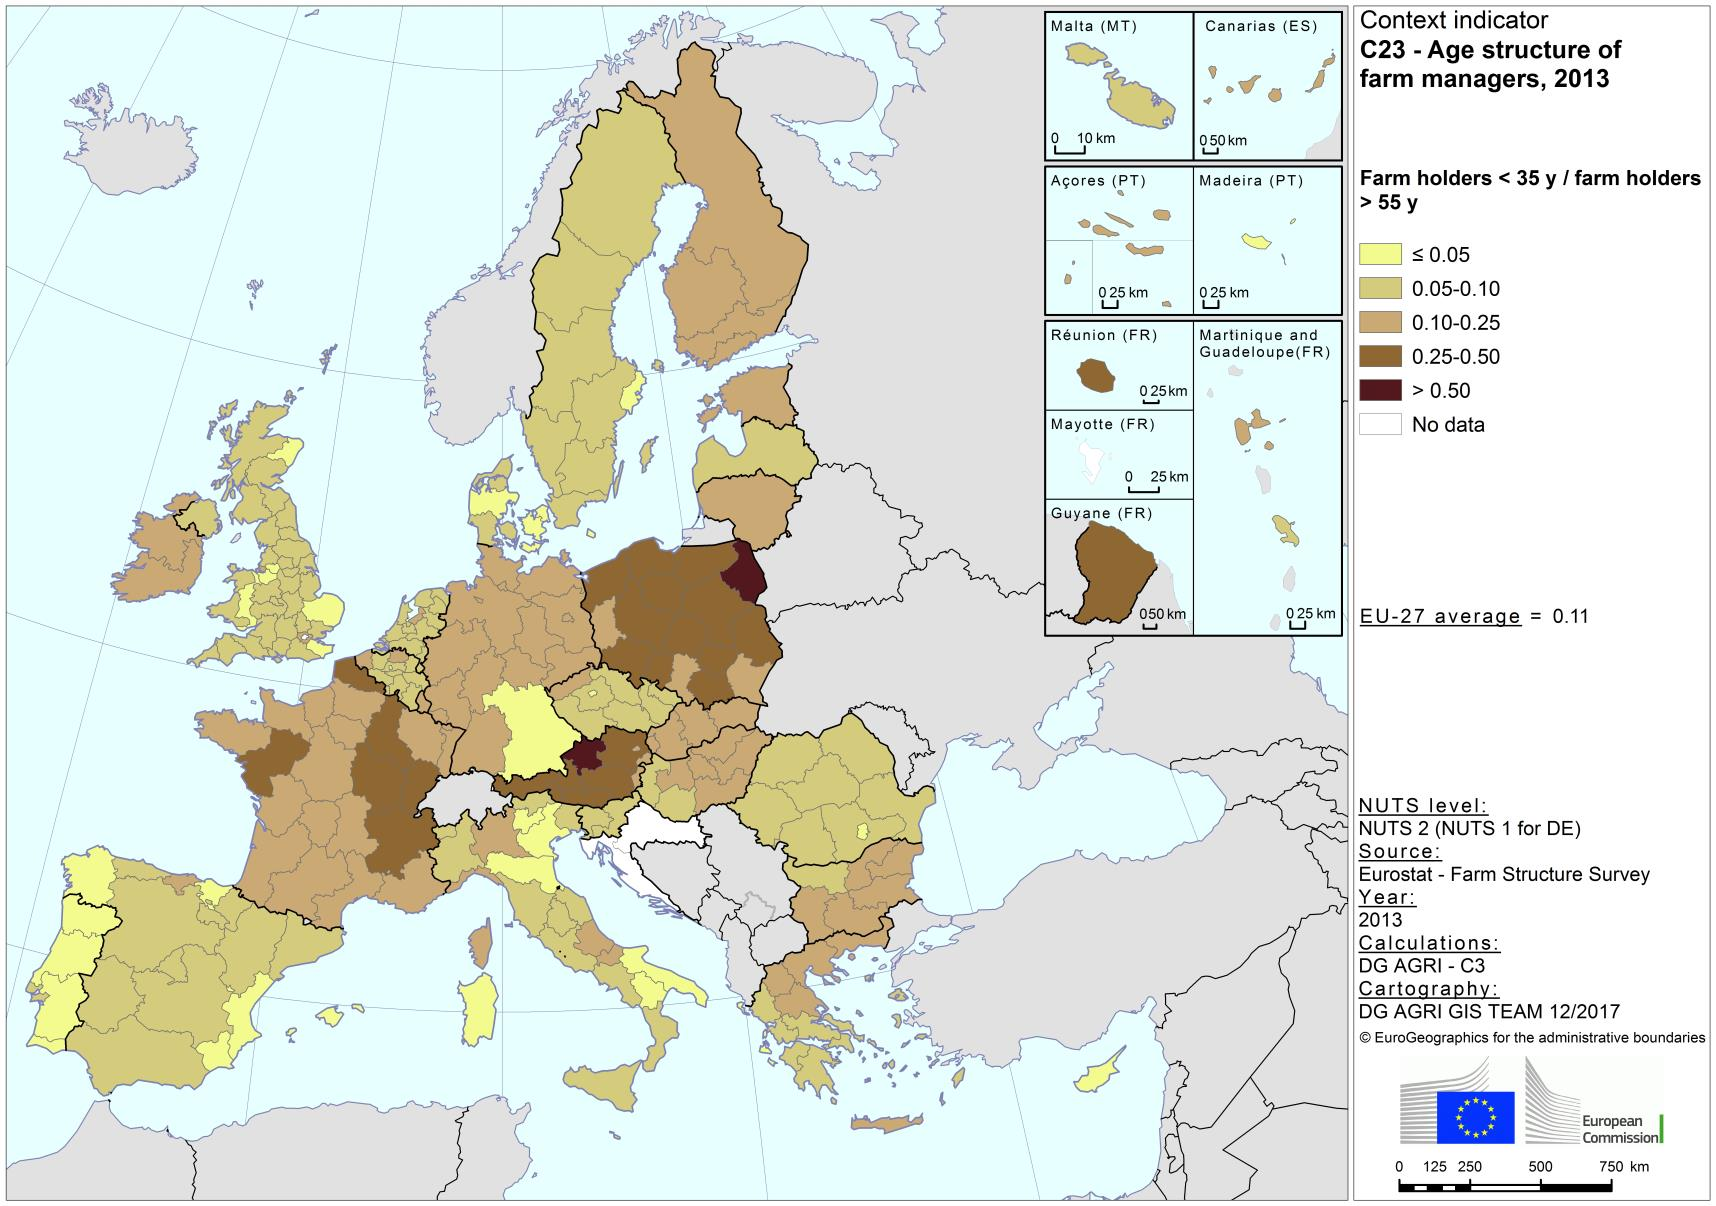 Malta (MT)
0 10 km
Canarias (ES)
0 50 km
Açores (PT)
0 25 km
Madeira (PT)
0 25 km
Réunion (FR)
0 25 km
Mayotte (FR)
0 25 km
Guyane (FR)
0 50 km
Martinique and
Guadeloupe(FR)
0 25 km
Context indicator
C23 - Age structure of
farm managers, 2013
Farm holders < 35 y / farm holders
> 55 y
≤ 0.05
0.05-0.10
0.10-0.25
0.25-0.50
> 0.50
No data
EU-27 average = 0.11
NUTS level:
NUTS 2 (NUTS 1 for DE)
Source:
Eurostat - Farm Structure Survey
Year:
2013
Calculations:
DG AGRI - C3
Cartography:
DG AGRI GIS TEAM 12/2017
© EuroGeographics for the administrative boundaries
European
Commission
0 125 250 500 750 km